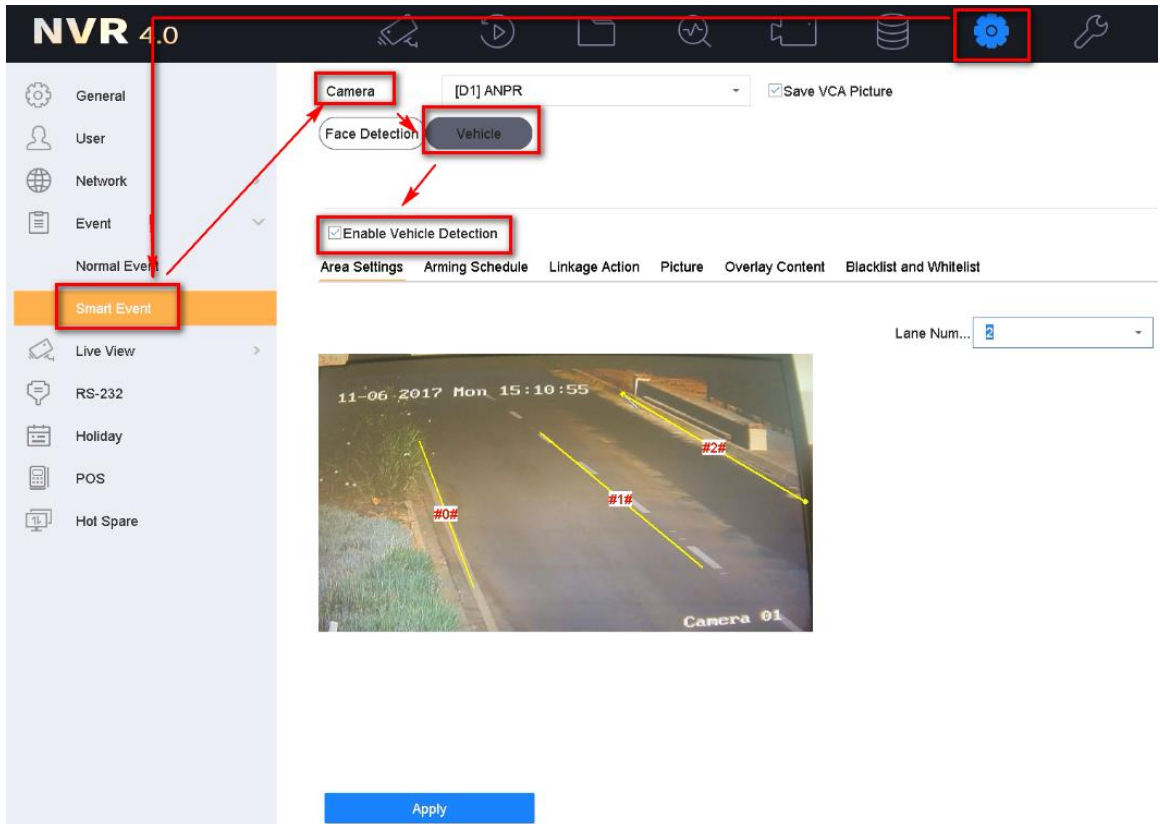 NVR 4.0
General
User
Network
Event
Normal Event
Smart Event
Live View
RS-232
Holiday
POS
Hot Spare
Camera [D1] ANPR Save VCA Picture
Face Detection Vehicle
Enable Vehicle Detection
Area Settings Arming Schedule Linkage Action Picture Overlay Content Blacklist and Whitelist
Lane Num... 2
11-06-2017 Mon 15:10:55
#2#
#1#
#0#
Camera 01
Apply